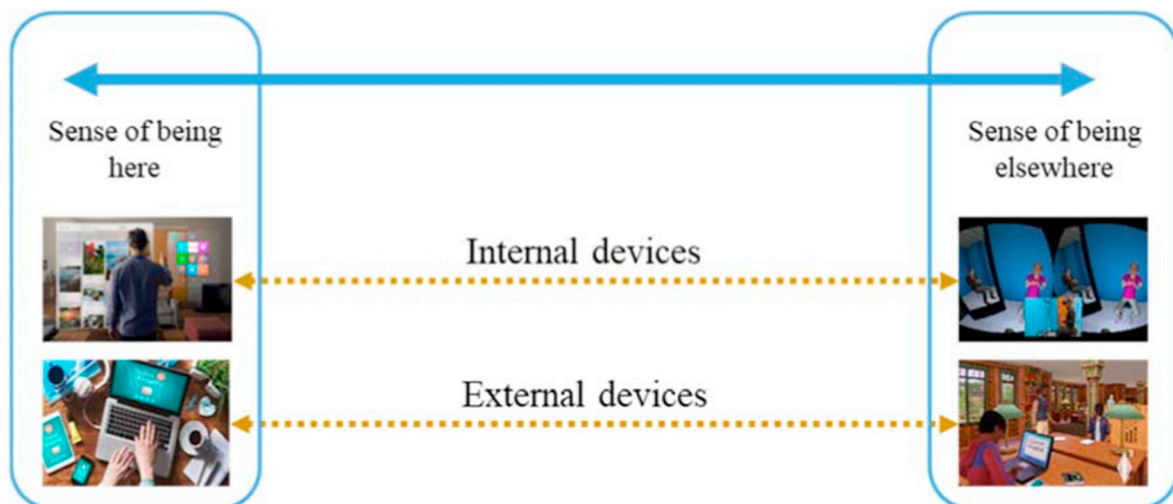 Sense of being
here
Sense of being
elsewhere
Internal devices
External devices